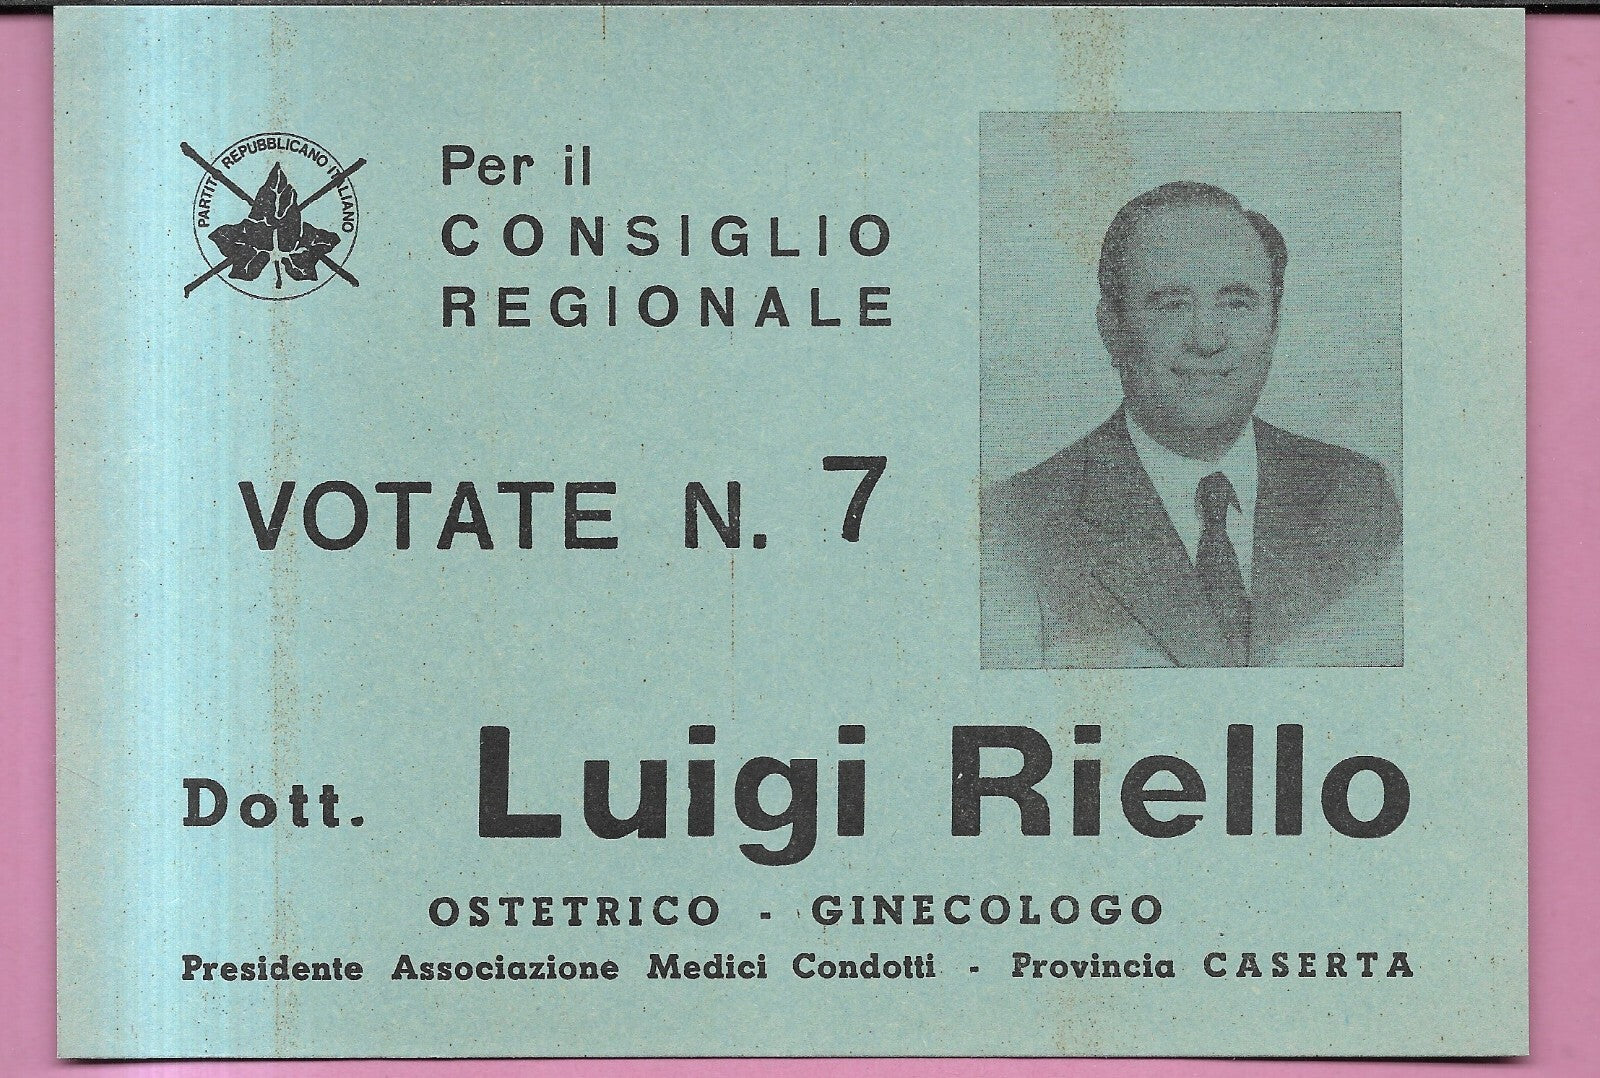 PARTITO REPUBBLICANO ITALIANO
Per il
CONSIGLIO
REGIONALE
VOTATE N. 7
Dott. Luigi Riello
OSTETRICO - GINECOLOGO
Presidente Associazione Medici Condotti - Provincia CASERTA